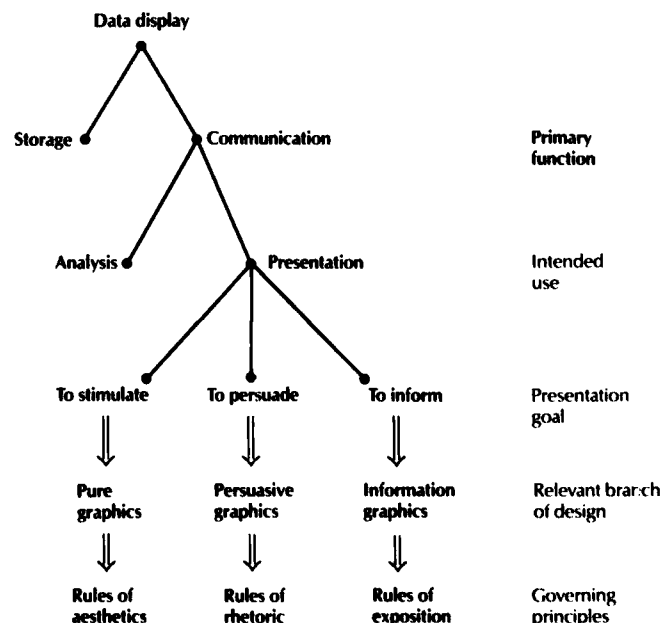 Data display
Storage
Communication
Primary
function
Analysis
Presentation
Intended
use
To stimulate
To persuade
To inform
Presentation
goal
Pure
graphics
Persuasive
graphics
Information
graphics
Relevant branch
of design
Rules of
aesthetics
Rules of
rhetoric
Rules of
exposition
Governing
principles